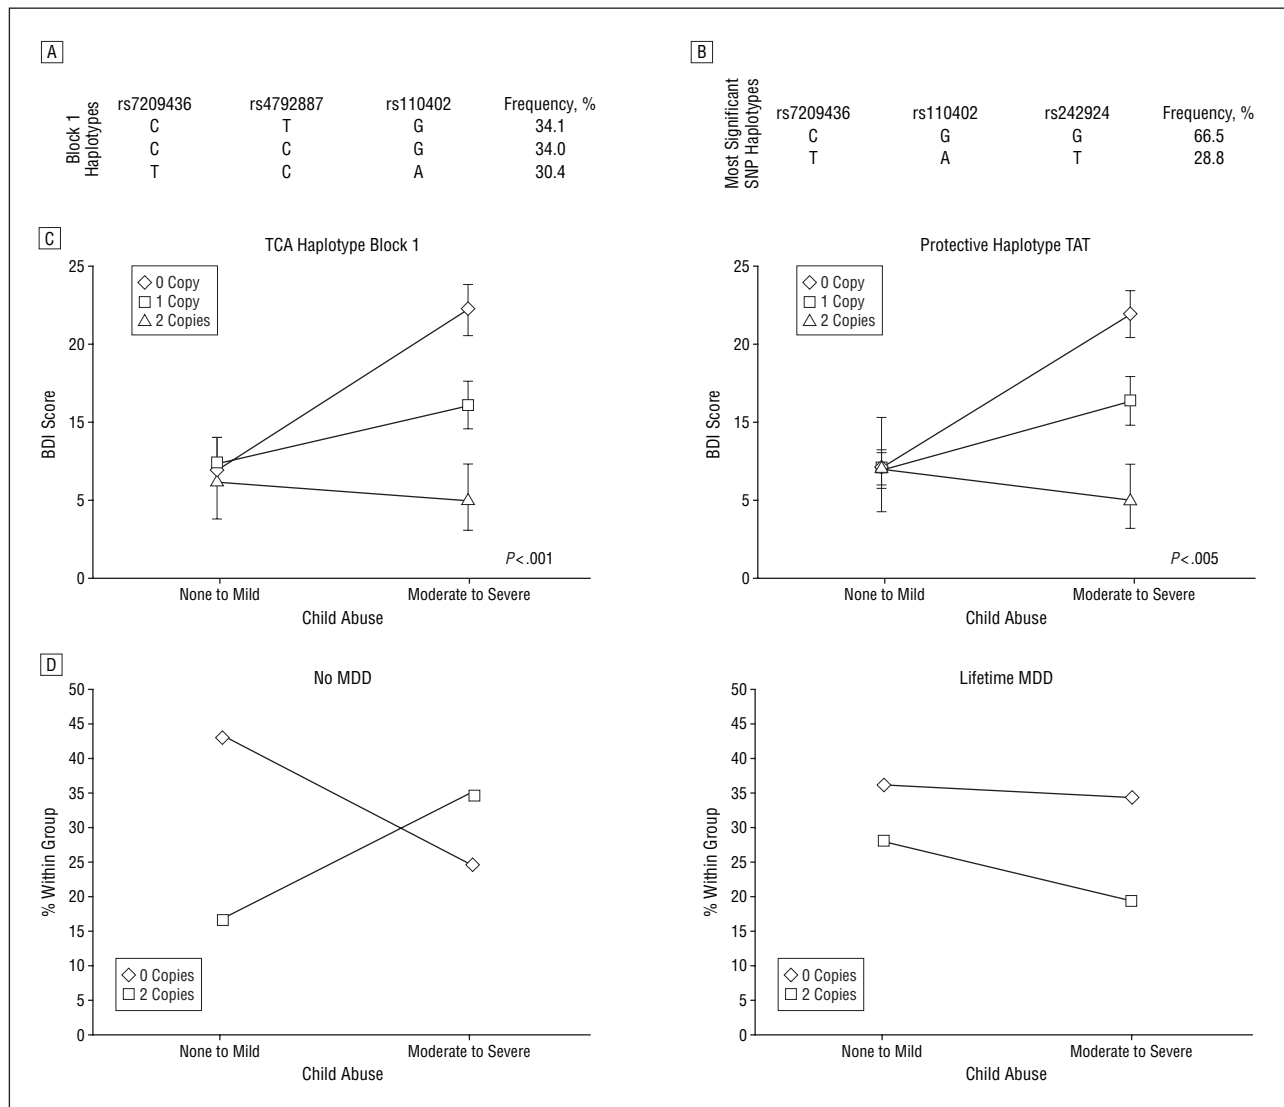 A
Block 1
Haplotypes
rs7209436 rs4792887 rs110402 Frequency, %
C T G 34.1
C C G 34.0
T C A 30.4
B
Most Significant
SNP Haplotypes
rs7209436 rs110402 rs242924 Frequency, %
C G G 66.5
T A T 28.8
C
TCA Haplotype Block 1
25
20
15
5
0
BDI Score
0 Copy
1 Copy
2 Copies
P<.001
None to Mild Moderate to Severe
Child Abuse
Protective Haplotype TAT
25
20
15
5
0
BDI Score
0 Copy
1 Copy
2 Copies
P<.005
None to Mild Moderate to Severe
Child Abuse
D
No MDD
50
45
40
35
30
25
20
15
10
5
0
% Within Group
0 Copies
2 Copies
None to Mild Moderate to Severe
Child Abuse
Lifetime MDD
50
45
40
35
30
25
20
15
10
5
0
% Within Group
0 Copies
2 Copies
None to Mild Moderate to Severe
Child Abuse